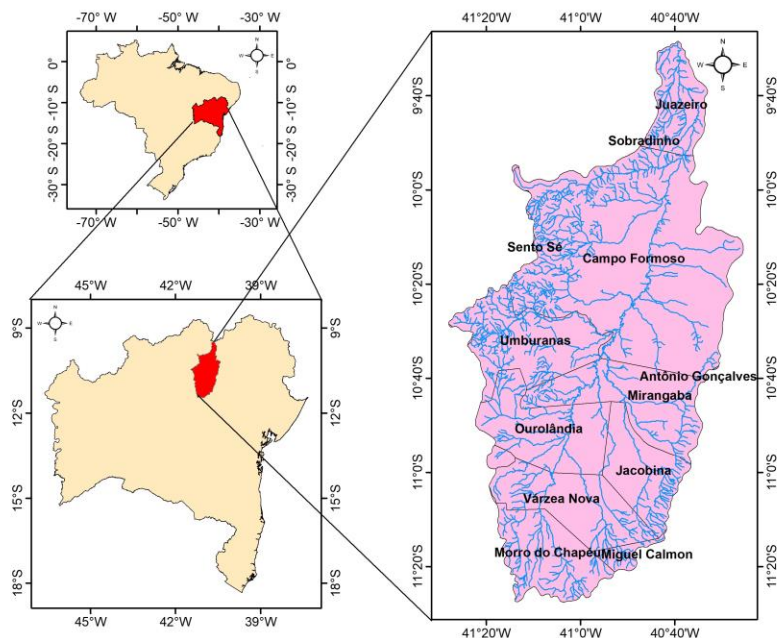 -70° W -50° W -30° W
0°
-10° S
-20° S
-30° S
0°
-10° S
-20° S
-30° S
N
W E
S
-70° W -50° W -30° W
45°W 42°W 39°W
9°S
12°S
15°S
18°S
9°S
12°S
15°S
18°S
N
W E
S
45°W 42°W 39°W
41°20'W 41°0'W 40°40'W
N
W E
S
9°40'S
10°0'S
10°20'S
10°40'S
11°0'S
11°20'S
9°40'S
10°0'S
10°20'S
10°40'S
11°0'S
11°20'S
Juazeiro
Sobradinho
Sento Sé
Campo Formoso
Umburanas
Antônio Gonçalves
Mirangaba
Ourolândia
Jacobina
Várzea Nova
Morro do Chapéu
Miguel Calmon
41°20'W 41°0'W 40°40'W